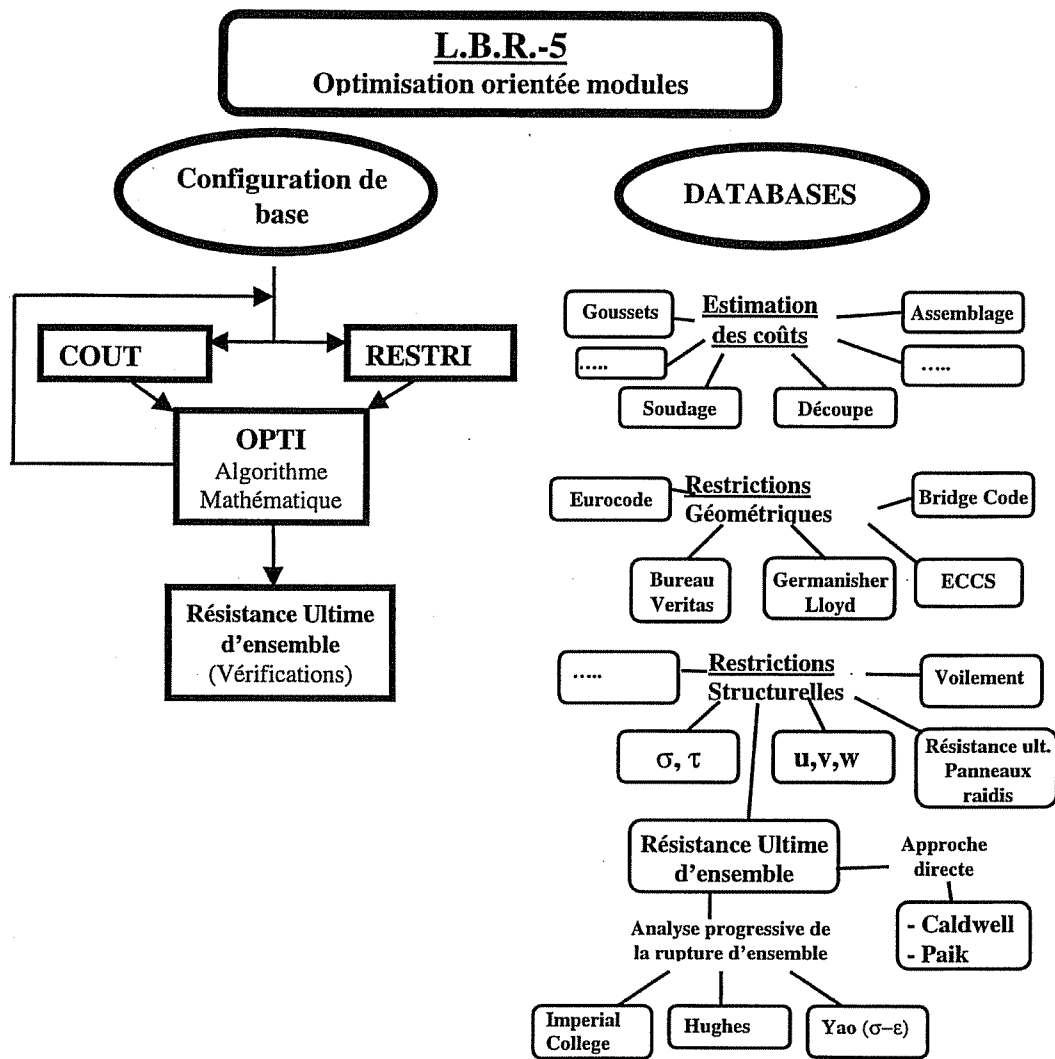 L.B.R.-5
Optimisation orientée modules
Configuration de
base
COUT
RESTRI
OPTI
Algorithme
Mathématique
Résistance Ultime
d'ensemble
(Vérifications)
DATABASES
Goussets
Estimation
des coûts
Assemblage
.....
.....
Soudage
Découpe
Eurocode
Restrictions
Géométriques
Bridge Code
Bureau
Veritas
Germanisher
Lloyd
ECCS
.....
Restrictions
Structurelles
Voilement
σ, τ
u,v,w
Résistance ult.
Panneaux
raidis
Résistance Ultime
d'ensemble
Approche
directe
- Caldwell
- Paik
Analyse progressive de
la rupture d'ensemble
Imperial
College
Hughes
Yao (σ–ε)